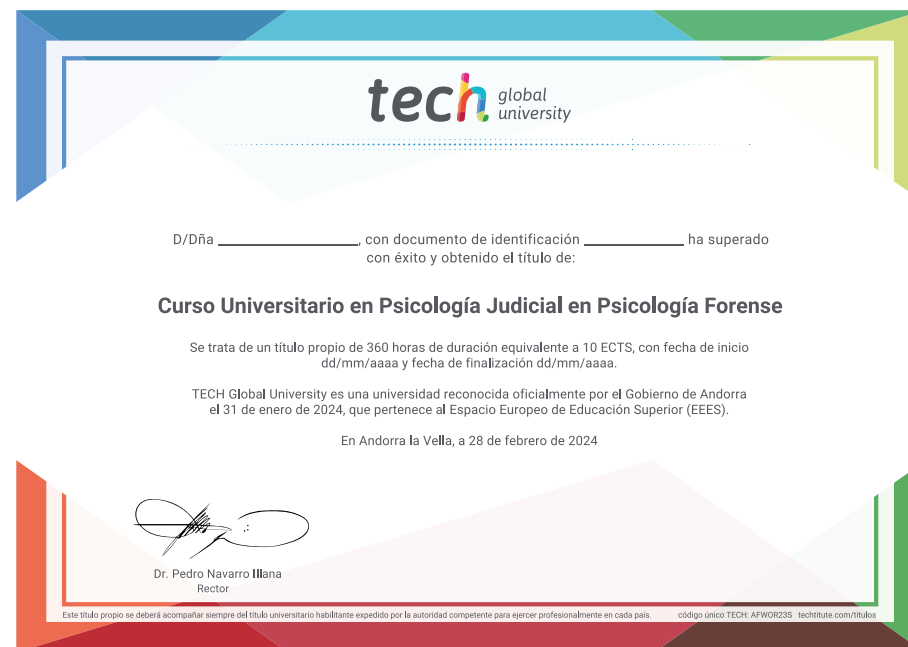 tech global university
D/Dña ____________________, con documento de identificación ______________ ha superado
con éxito y obtenido el título de:
Curso Universitario en Psicología Judicial en Psicología Forense
Se trata de un título propio de 360 horas de duración equivalente a 10 ECTS, con fecha de inicio
dd/mm/aaaa y fecha de finalización dd/mm/aaaa.
TECH Global University es una universidad reconocida oficialmente por el Gobierno de Andorra
el 31 de enero de 2024, que pertenece al Espacio Europeo de Educación Superior (EEES).
En Andorra la Vella, a 28 de febrero de 2024
Dr. Pedro Navarro Illana
Rector
Este título propio se deberá acompañar siempre del título universitario habilitante expedido por la autoridad competente para ejercer profesionalmente en cada país. código único TECH: AFWOR23S techtitute.com/titulos